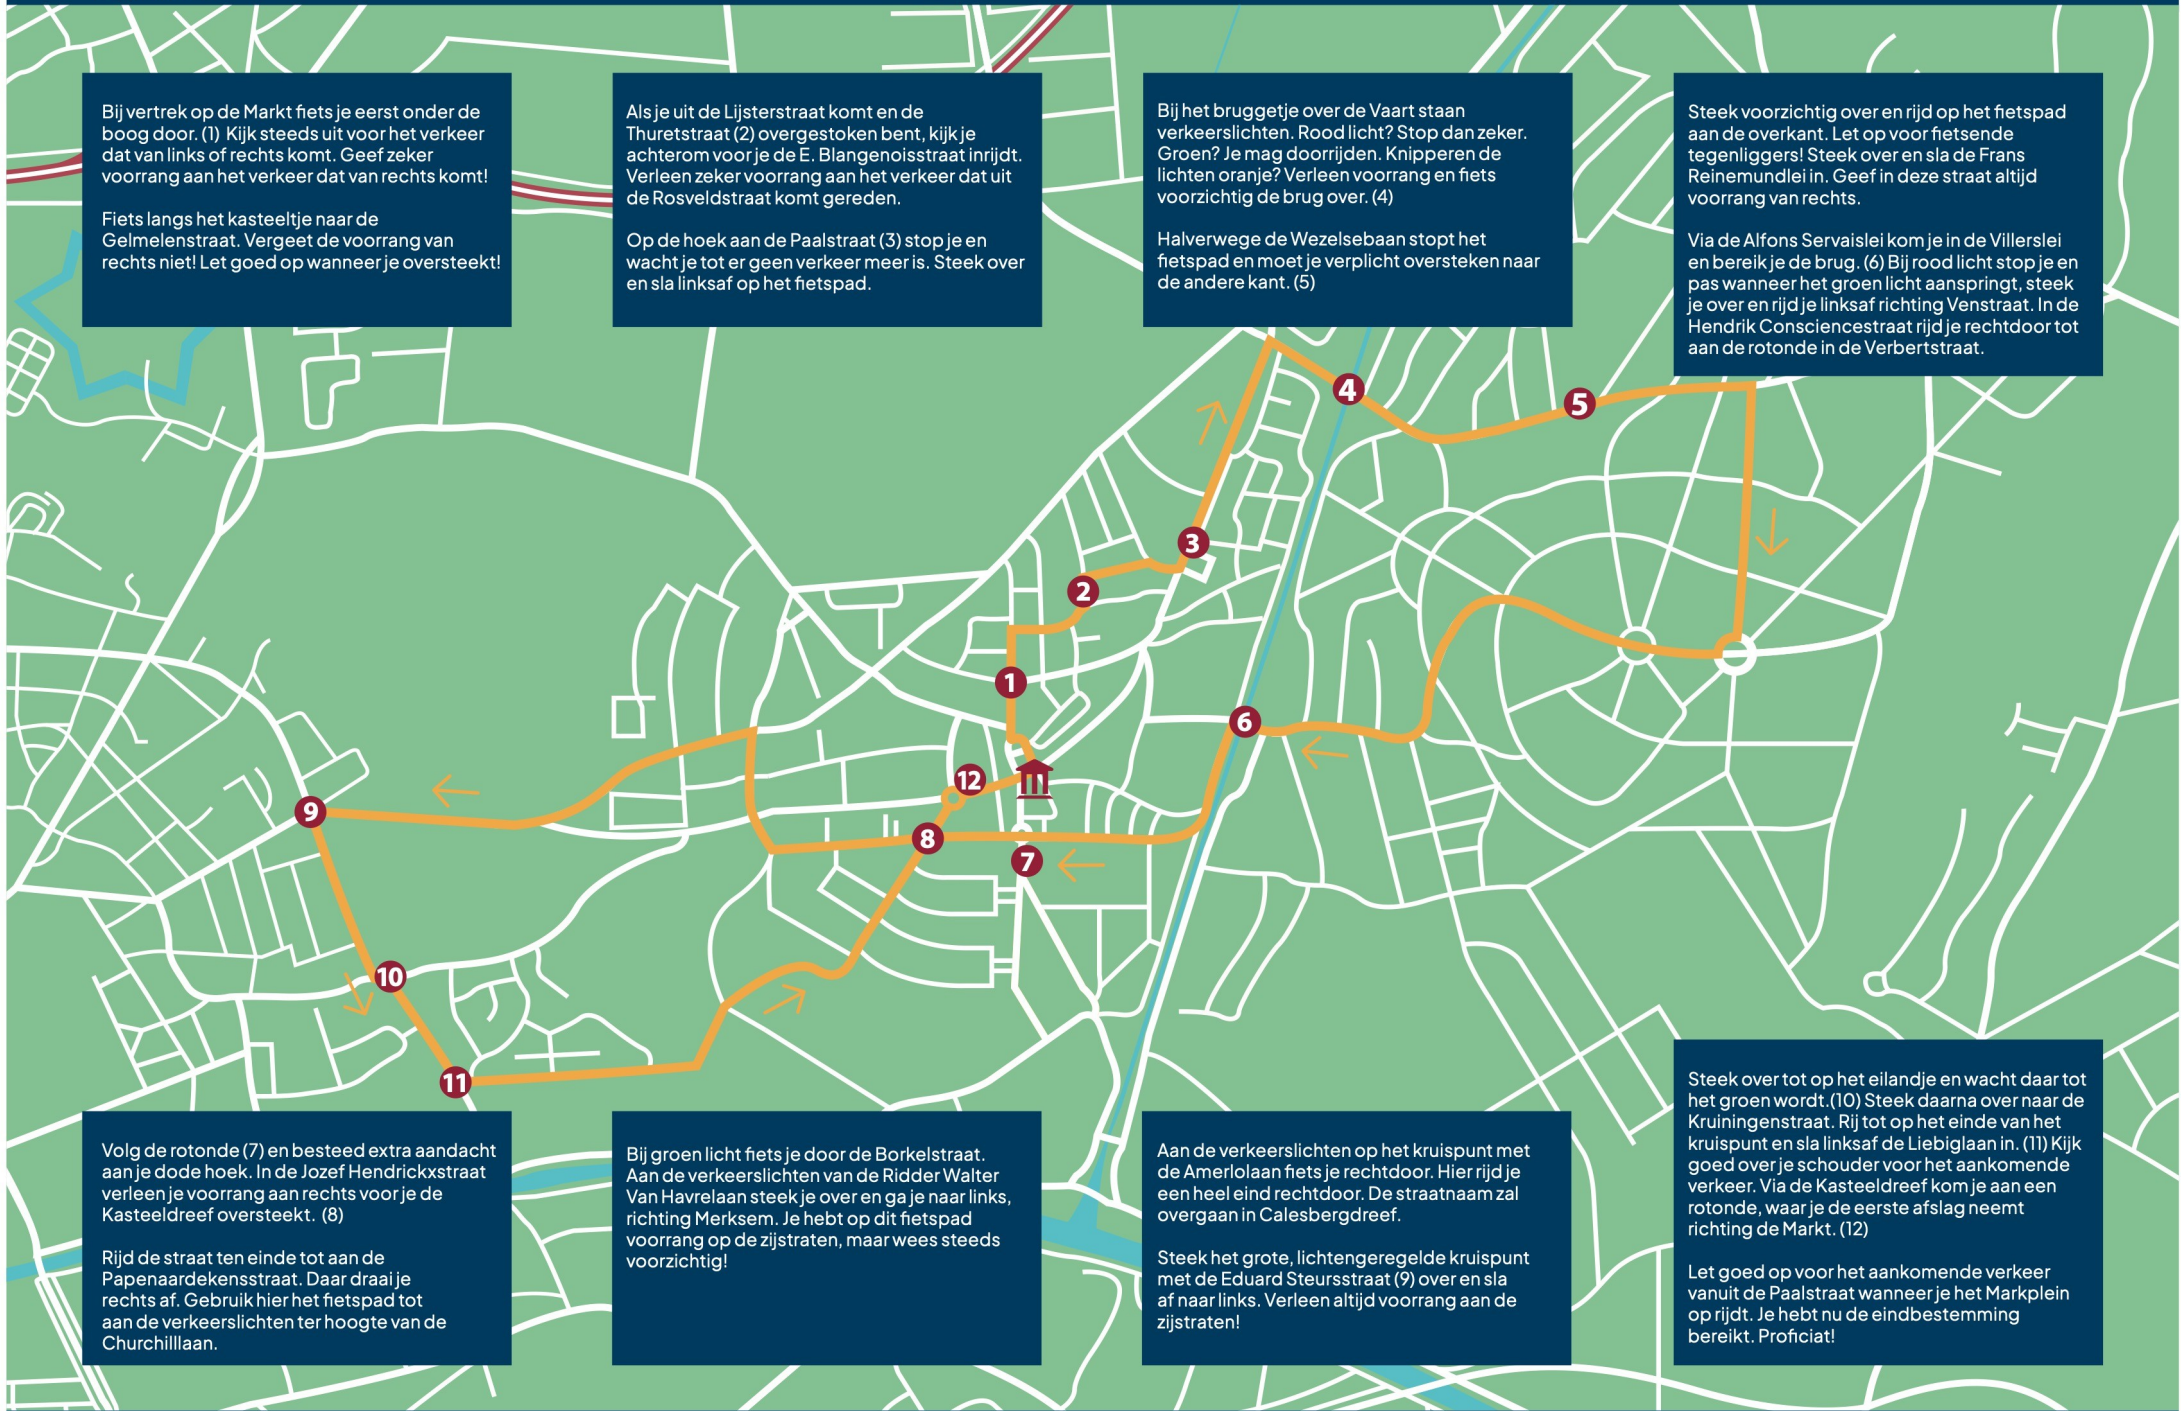 Bij vertrek op de Markt fiets je eerst onder de
boog door. (1) Kijk steeds uit voor het verkeer
dat van links of rechts komt. Geef zeker
voorrang aan het verkeer dat van rechts komt!
Fiets langs het kasteeltje naar de
Gelmelenstraat. Vergeet de voorrang van
rechts niet! Let goed op wanneer je oversteekt!
Als je uit de Lijsterstraat komt en de
Thuretstraat (2) overgestoken bent, kijk je
achterom voor je de E. Blangenoisstraat inrijdt.
Verleen zeker voorrang aan het verkeer dat uit
de Rosveldstraat komt gereden.
Op de hoek aan de Paalstraat (3) stop je en
wacht je tot er geen verkeer meer is. Steek over
en sla linksaf op het fietspad.
Bij het bruggetje over de Vaart staan
verkeerslichten. Rood licht? Stop dan zeker.
Groen? Je mag doorrijden. Knipperen de
lichten oranje? Verleen voorrang en fiets
voorzichtig de brug over. (4)
Halverwege de Wezelsebaan stopt het
fietspad en moet je verplicht oversteken naar
de andere kant. (5)
Steek voorzichtig over en rijd op het fietspad
aan de overkant. Let op voor fietsende
tegenliggers! Steek over en sla de Frans
Reinemundlei in. Geef in deze straat altijd
voorrang van rechts.
Via de Alfons Servaislei kom je in de Villerslei
en bereik je de brug. (6) Bij rood licht stop je en
pas wanneer het groen licht aanspringt, steek
je over en rijd je linksaf richting Venstraat. In de
Hendrik Consciencestraat rijd je rechtdoor tot
aan de rotonde in de Verbertstraat.
4
5
3
2
1
6
12
9
8
7
10
11
Volg de rotonde (7) en besteed extra aandacht
aan je dode hoek. In de Jozef Hendrickxstraat
verleen je voorrang aan rechts voor je de
Kasteeldreef oversteekt. (8)
Rijd de straat ten einde tot aan de
Papenaardekensstraat. Daar draai je
rechts af. Gebruik hier het fietspad tot
aan de verkeerslichten ter hoogte van de
Churchilllaan.
Bij groen licht fiets je door de Borkelstraat.
Aan de verkeerslichten van de Ridder Walter
Van Havrelaan steek je over en ga je naar links,
richting Merksem. Je hebt op dit fietspad
voorrang op de zijstraten, maar wees steeds
voorzichtig!
Aan de verkeerslichten op het kruispunt met
de Amerlolaan fiets je rechtdoor. Hier rijd je
een heel eind rechtdoor. De straatnaam zal
overgaan in Calesbergdreef.
Steek het grote, lichtengeregelde kruispunt
met de Eduard Steursstraat (9) over en sla
af naar links. Verleen altijd voorrang aan de
zijstraten!
Steek over tot op het eilandje en wacht daar tot
het groen wordt.(10) Steek daarna over naar de
Kruiningenstraat. Rij tot op het einde van het
kruispunt en sla linksaf de Liebiglaan in. (11) Kijk
goed over je schouder voor het aankomende
verkeer. Via de Kasteeldreef kom je aan een
rotonde, waar je de eerste afslag neemt
richting de Markt. (12)
Let goed op voor het aankomende verkeer
vanuit de Paalstraat wanneer je het Markplein
op rijdt. Je hebt nu de eindbestemming
bereikt. Proficiat!